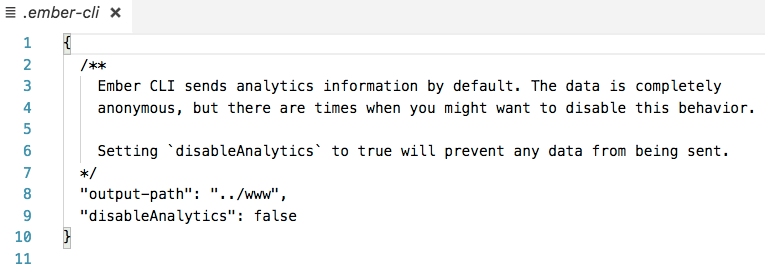 .ember-cli ×
1 {
2 /**
3 Ember CLI sends analytics information by default. The data is completely
4 anonymous, but there are times when you might want to disable this behavior.
5
6 Setting `disableAnalytics` to true will prevent any data from being sent.
7 */
8 "output-path": "../www",
9 "disableAnalytics": false
10 }
11